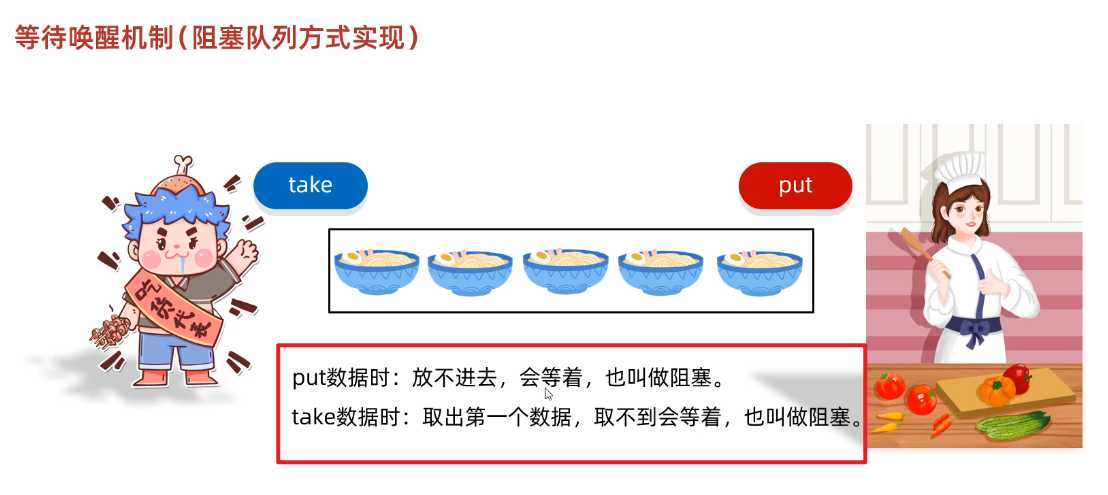 等待唤醒机制(阻塞队列方式实现)
take
put
吃货代表
put数据时：放不进去，会等着，也叫做阻塞。
take数据时：取出第一个数据，取不到会等着，也叫做阻塞。